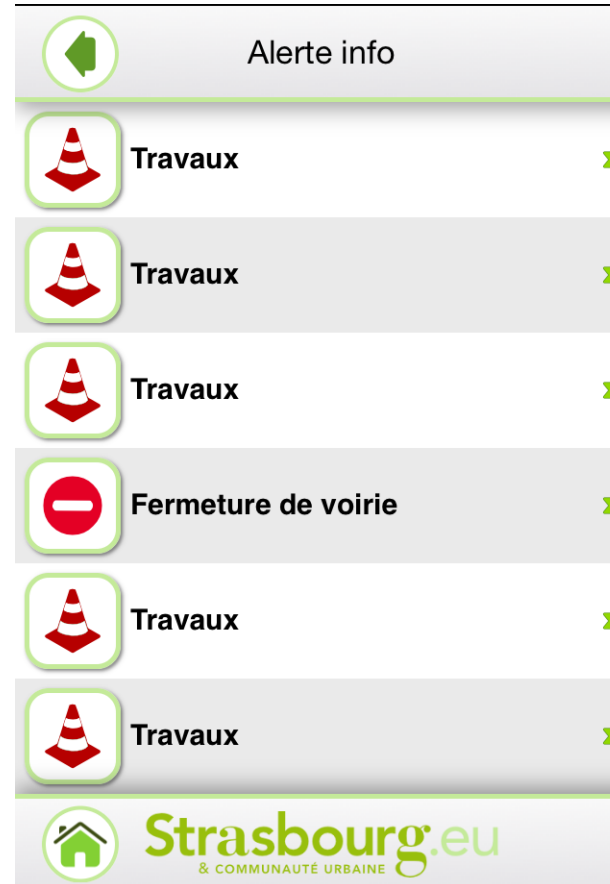 Alerte info
Travaux
Travaux
Travaux
Fermeture de voirie
Travaux
Travaux
Strasbourg.eu
& COMMUNAUTÉ URBAINE